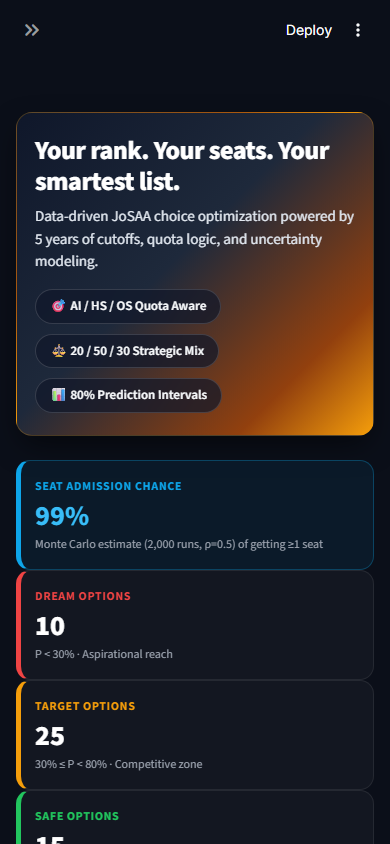 Deploy
Your rank. Your seats. Your
smartest list.
Data-driven JoSAA choice optimization powered by
5 years of cutoffs, quota logic, and uncertainty
modeling.
AI / HS / OS Quota Aware
20 / 50 / 30 Strategic Mix
80% Prediction Intervals
SEAT ADMISSION CHANCE
99%
Monte Carlo estimate (2,000 runs, ρ=0.5) of getting ≥1 seat
DREAM OPTIONS
10
P < 30% · Aspirational reach
TARGET OPTIONS
25
30% ≤ P < 80% · Competitive zone
SAFE OPTIONS
15